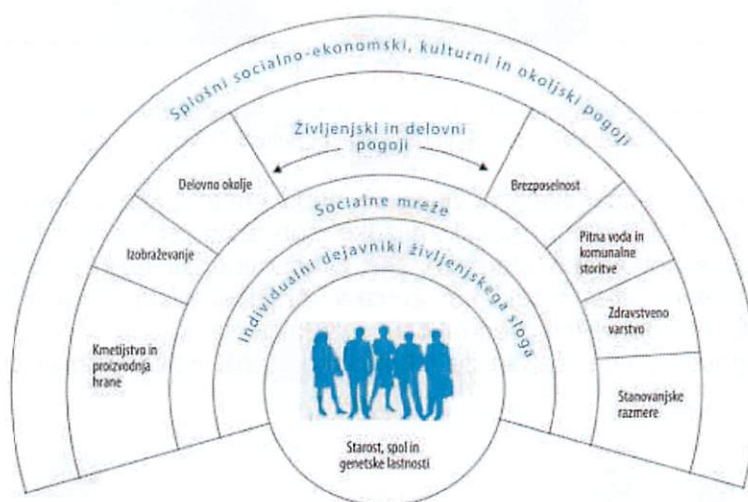 Splošni socialno-ekonomski, kulturni in okoljski pogoji
Življenjski in delovni
pogoji
Delovno okolje
Brezposelnost
Socialne mreže
Izobraževanje
Pitna voda in
komunalne
storitve
Individualni dejavniki življenjskega sloga
Zdravstveno
varstvo
Kmetijstvo in
proizvodnja
hrane
Stanovanjske
razmere
Starost, spol in
genetske lastnosti